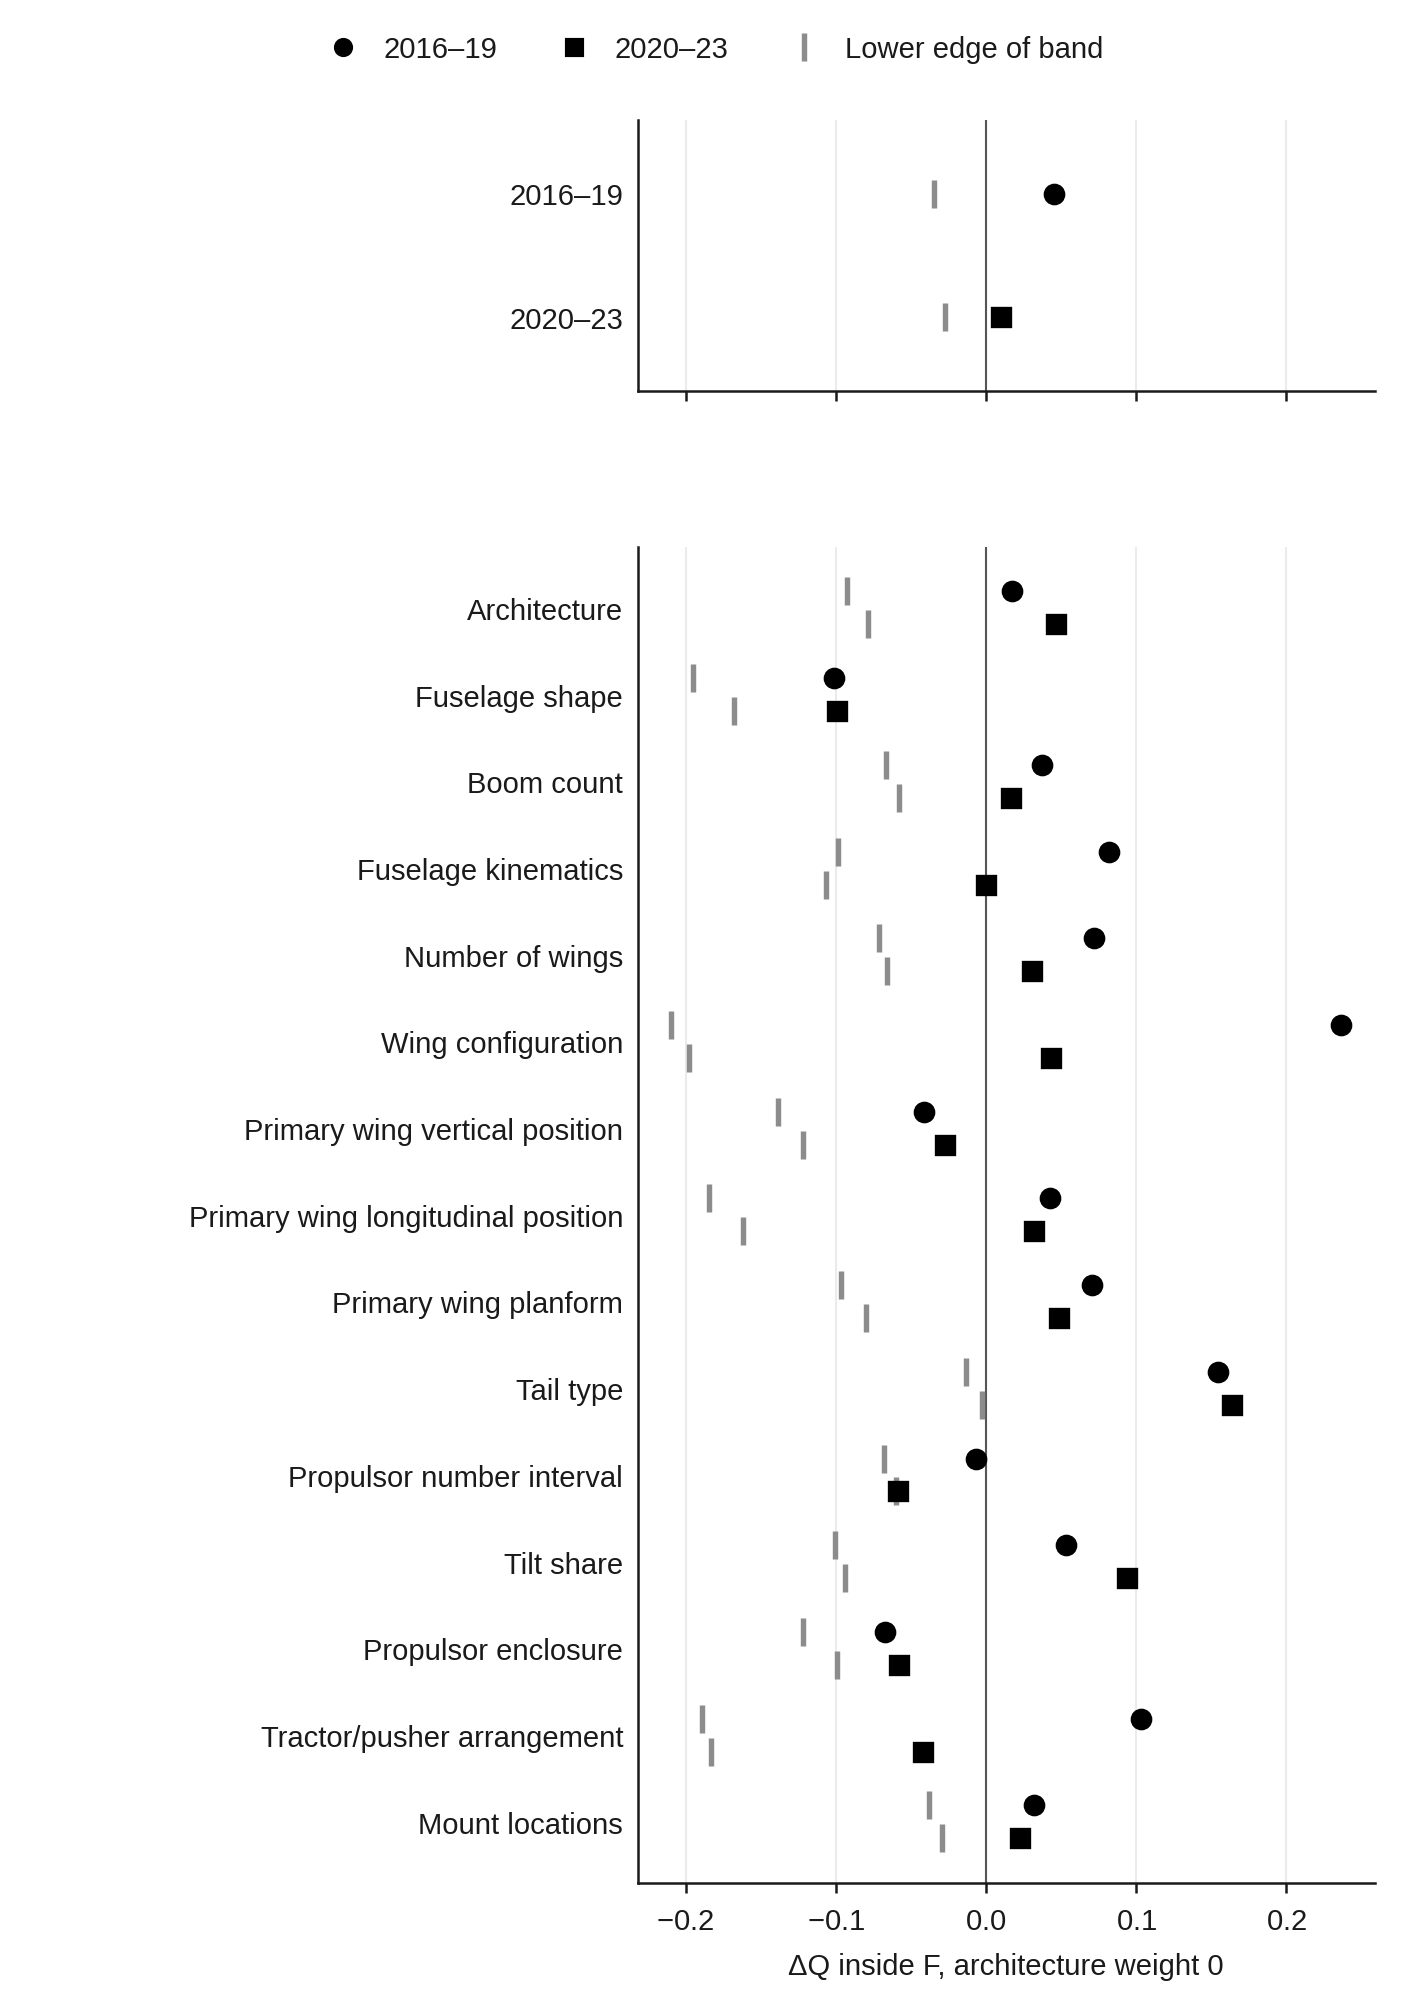 2016–19 2020–23 Lower edge of band
2016–19
2020–23
Architecture
Fuselage shape
Boom count
Fuselage kinematics
Number of wings
Wing configuration
Primary wing vertical position
Primary wing longitudinal position
Primary wing planform
Tail type
Propulsor number interval
Tilt share
Propulsor enclosure
Tractor/pusher arrangement
Mount locations
−0.2 −0.1 0.0 0.1 0.2
ΔQ inside F, architecture weight 0